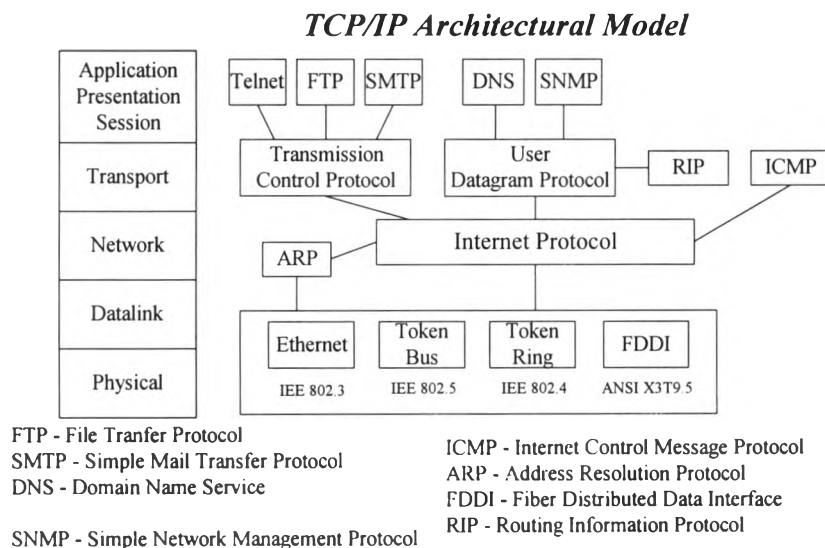 TCP/IP Architectural Model
Application
Presentation
Session
Transport
Network
Datalink
Physical
Telnet
FTP
SMTP
DNS
SNMP
Transmission
Control Protocol
User
Datagram Protocol
RIP
ICMP
Internet Protocol
ARP
Ethernet
Token
Bus
Token
Ring
FDDI
IEE 802.3
IEE 802.5
IEE 802.4
ANSI X3T9.5
FTP - File Tranfer Protocol
SMTP - Simple Mail Transfer Protocol
DNS - Domain Name Service
SNMP - Simple Network Management Protocol
ICMP - Internet Control Message Protocol
ARP - Address Resolution Protocol
FDDI - Fiber Distributed Data Interface
RIP - Routing Information Protocol